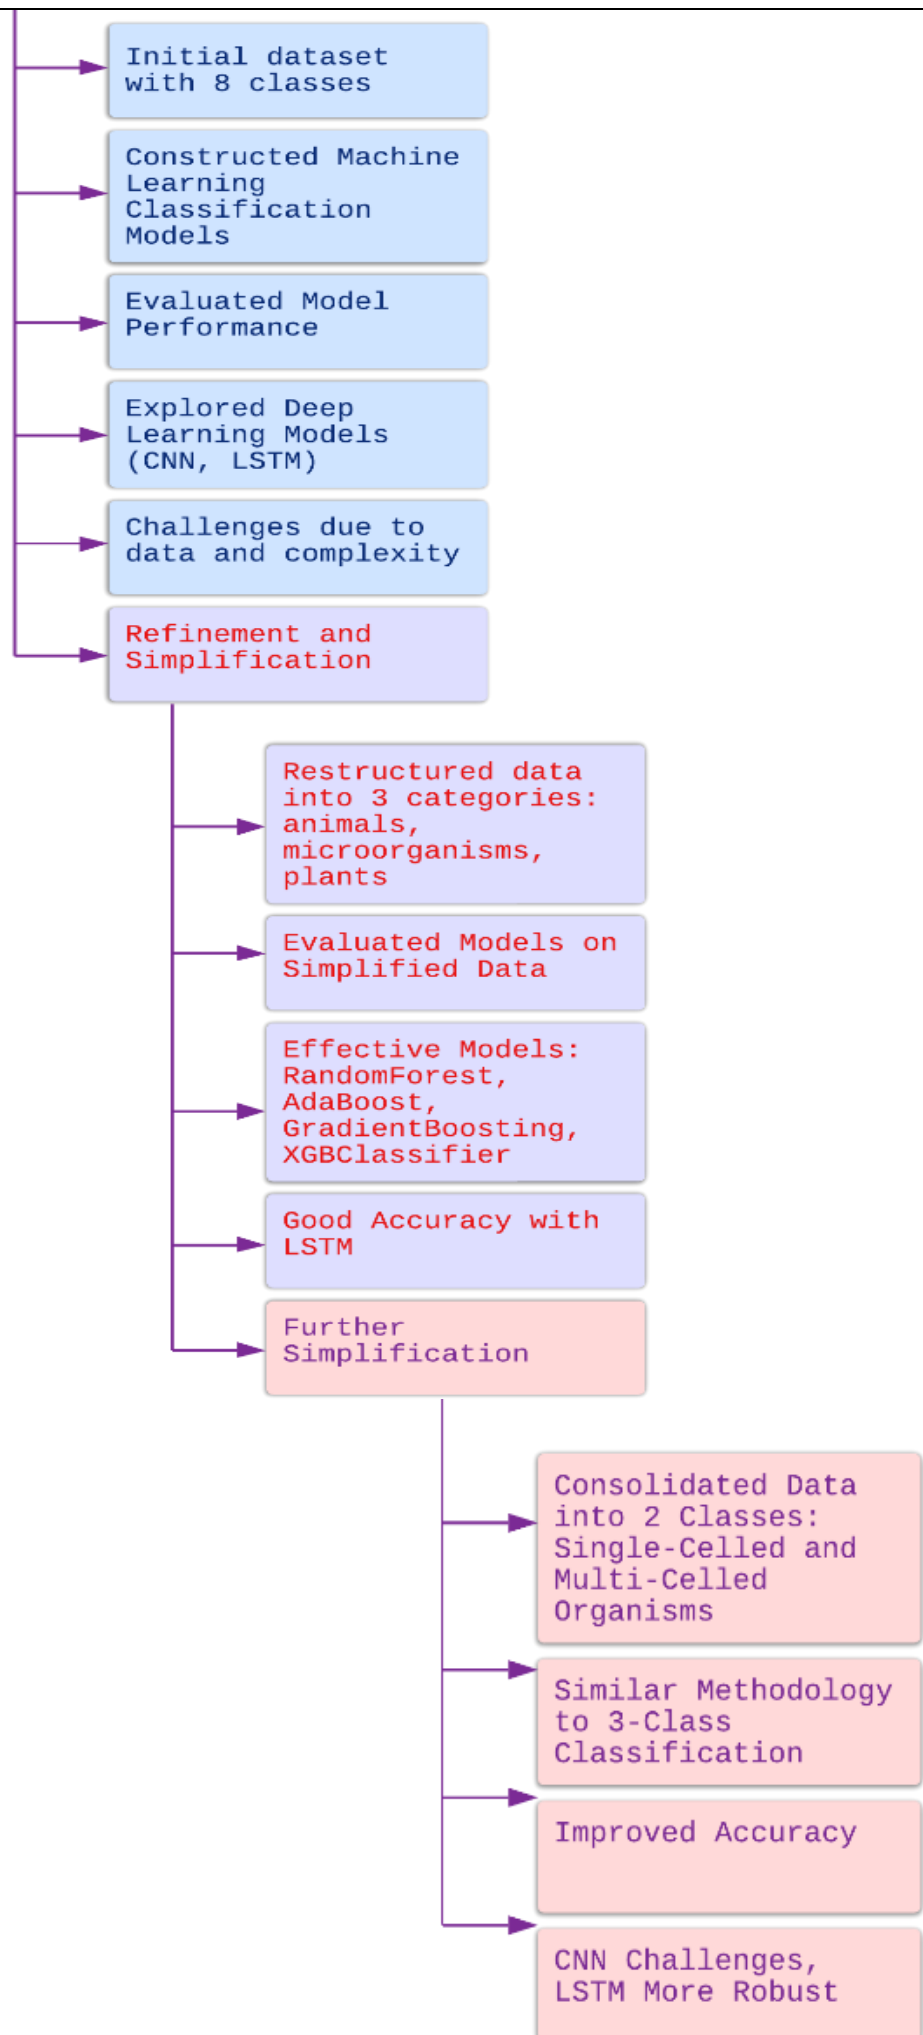 Initial dataset
with 8 classes
Constructed Machine
Learning
Classification
Models
Evaluated Model
Performance
Explored Deep
Learning Models
(CNN, LSTM)
Challenges due to
data and complexity
Refinement and
Simplification
Restructured data
into 3 categories:
animals,
microorganisms,
plants
Evaluated Models on
Simplified Data
Effective Models:
RandomForest,
AdaBoost,
GradientBoosting,
XGBClassifier
Good Accuracy with
LSTM
Further
Simplification
Consolidated Data
into 2 Classes:
Single-Celled and
Multi-Celled
Organisms
Similar Methodology
to 3-Class
Classification
Improved Accuracy
CNN Challenges,
LSTM More Robust